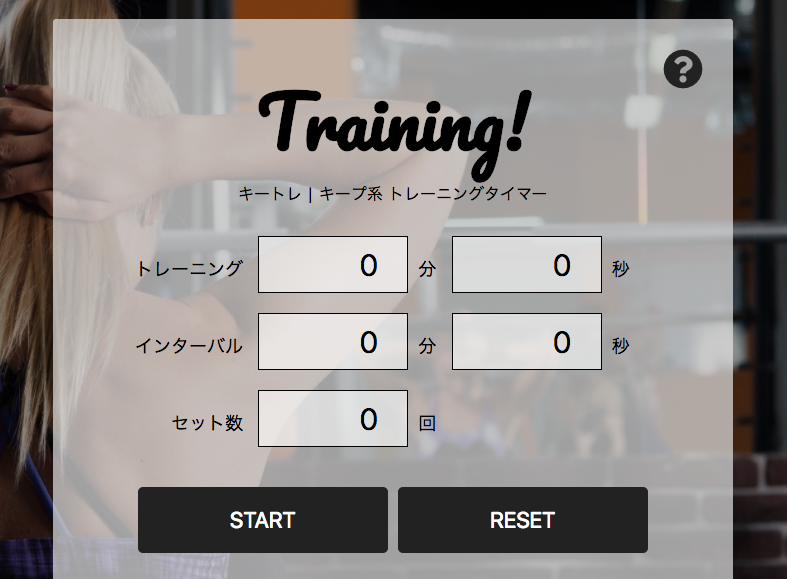 ?
Training!
キートレ | キープ系 トレーニングタイマー
トレーニング 0 分 0 秒
インターバル 0 分 0 秒
セット数 0 回
START RESET